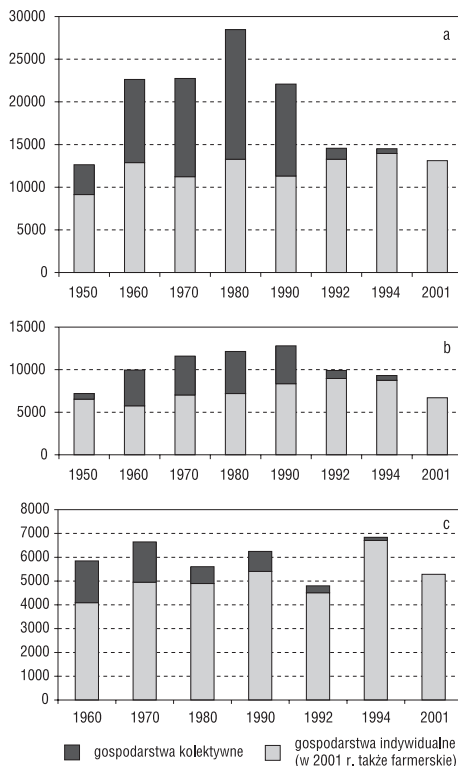 30000
a
25000
20000
15000
10000
5000
0
1950 1960 1970 1980 1990 1992 1994 2001
15000
b
10000
5000
0
1950 1960 1970 1980 1990 1992 1994 2001
8000
c
7000
6000
5000
4000
3000
2000
1000
0
1960 1970 1980 1990 1992 1994 2001
gospodarstwa kolektywne
gospodarstwa indywidualne
(w 2001 r. także farmerskie)